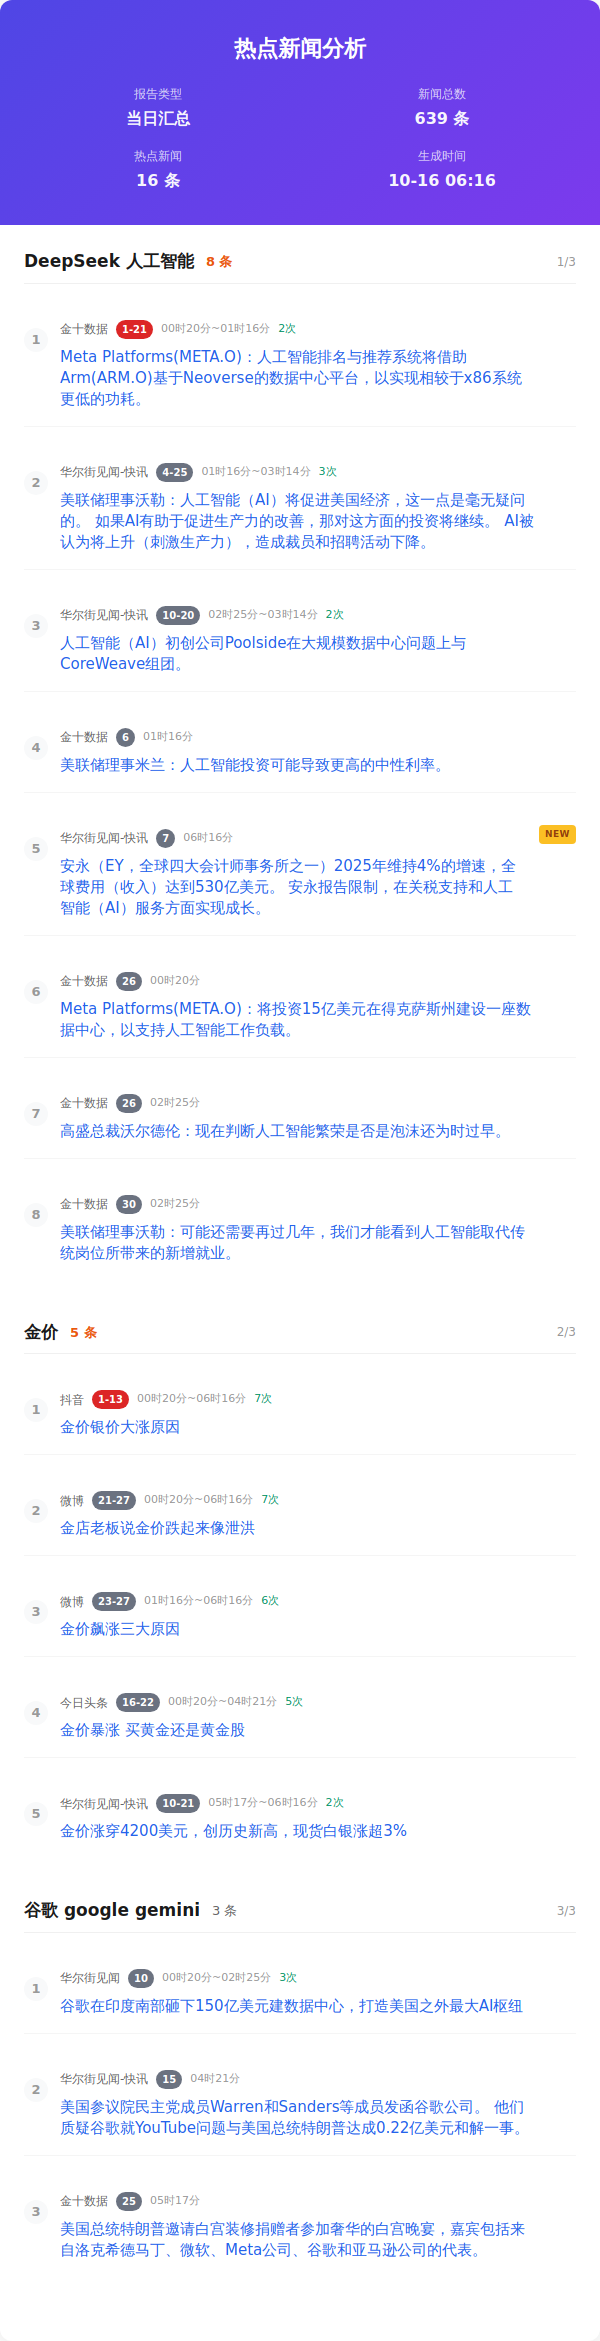 热点新闻分析
报告类型
当日汇总
新闻总数
639 条
热点新闻
16 条
生成时间
10-16 06:16
DeepSeek 人工智能 8 条 1/3
1
金十数据 1-21 00时20分~01时16分 2次
Meta Platforms(META.O)：人工智能排名与推荐系统将借助
Arm(ARM.O)基于Neoverse的数据中心平台，以实现相较于x86系统
更低的功耗。
2
华尔街见闻-快讯 4-25 01时16分~03时14分 3次
美联储理事沃勒：人工智能（AI）将促进美国经济，这一点是毫无疑问
的。 如果AI有助于促进生产力的改善，那对这方面的投资将继续。 AI被
认为将上升（刺激生产力），造成裁员和招聘活动下降。
3
华尔街见闻-快讯 10-20 02时25分~03时14分 2次
人工智能（AI）初创公司Poolside在大规模数据中心问题上与
CoreWeave组团。
4
金十数据 6 01时16分
美联储理事米兰：人工智能投资可能导致更高的中性利率。
5
华尔街见闻-快讯 7 06时16分 NEW
安永（EY，全球四大会计师事务所之一）2025年维持4%的增速，全
球费用（收入）达到530亿美元。 安永报告限制，在关税支持和人工
智能（AI）服务方面实现成长。
6
金十数据 26 00时20分
Meta Platforms(META.O)：将投资15亿美元在得克萨斯州建设一座数
据中心，以支持人工智能工作负载。
7
金十数据 26 02时25分
高盛总裁沃尔德伦：现在判断人工智能繁荣是否是泡沫还为时过早。
8
金十数据 30 02时25分
美联储理事沃勒：可能还需要再过几年，我们才能看到人工智能取代传
统岗位所带来的新增就业。
金价 5 条 2/3
1
抖音 1-13 00时20分~06时16分 7次
金价银价大涨原因
2
微博 21-27 00时20分~06时16分 7次
金店老板说金价跌起来像泄洪
3
微博 23-27 01时16分~06时16分 6次
金价飙涨三大原因
4
今日头条 16-22 00时20分~04时21分 5次
金价暴涨 买黄金还是黄金股
5
华尔街见闻-快讯 10-21 05时17分~06时16分 2次
金价涨穿4200美元，创历史新高，现货白银涨超3%
谷歌 google gemini 3 条 3/3
1
华尔街见闻 10 00时20分~02时25分 3次
谷歌在印度南部砸下150亿美元建数据中心，打造美国之外最大AI枢纽
2
华尔街见闻-快讯 15 04时21分
美国参议院民主党成员Warren和Sanders等成员发函谷歌公司。 他们
质疑谷歌就YouTube问题与美国总统特朗普达成0.22亿美元和解一事。
3
金十数据 25 05时17分
美国总统特朗普邀请白宫装修捐赠者参加奢华的白宫晚宴，嘉宾包括来
自洛克希德马丁、微软、Meta公司、谷歌和亚马逊公司的代表。